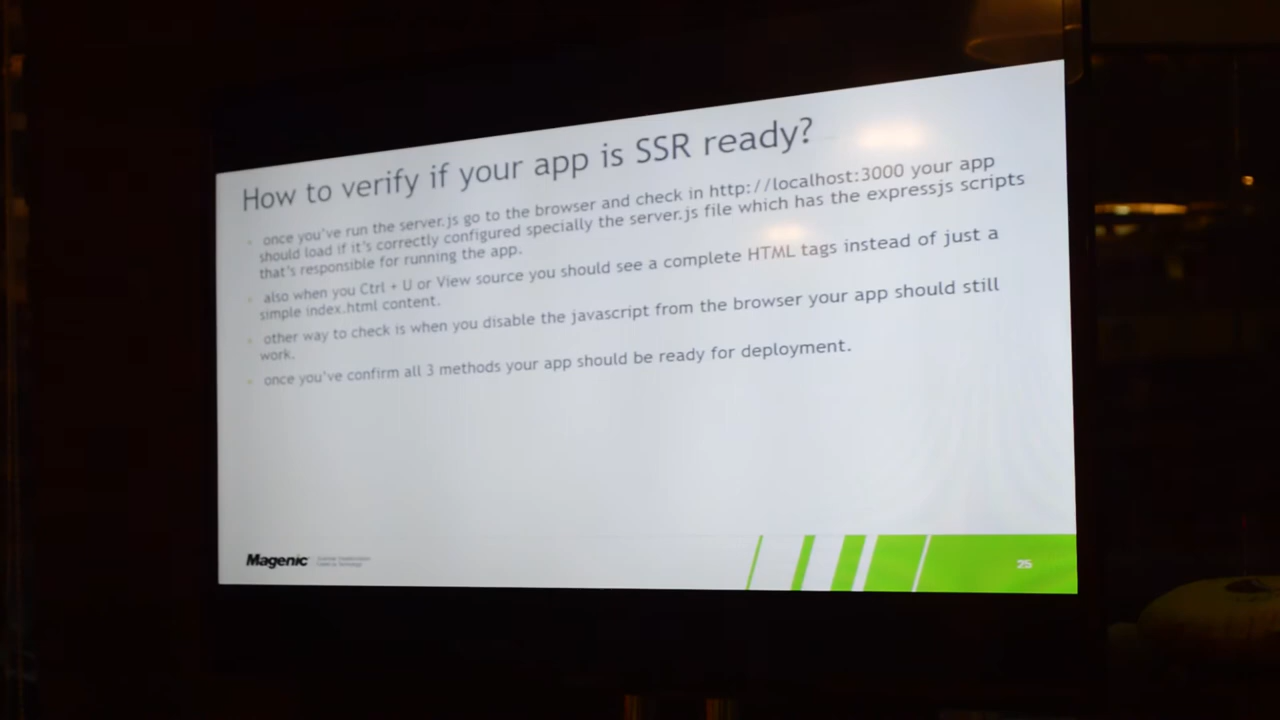 How to verify if your app is SSR ready?
once you've run the server.js go to the browser and check in http://localhost:3000 your app
should load if it's correctly configured specially the server.js file which has the expressjs scripts
that's responsible for running the app.
also when you Ctrl + U or View source you should see a complete HTML tags instead of just a
simple index.html content.
other way to check is when you disable the javascript from the browser your app should still
work.
once you've confirm all 3 methods your app should be ready for deployment.
Magenic
25